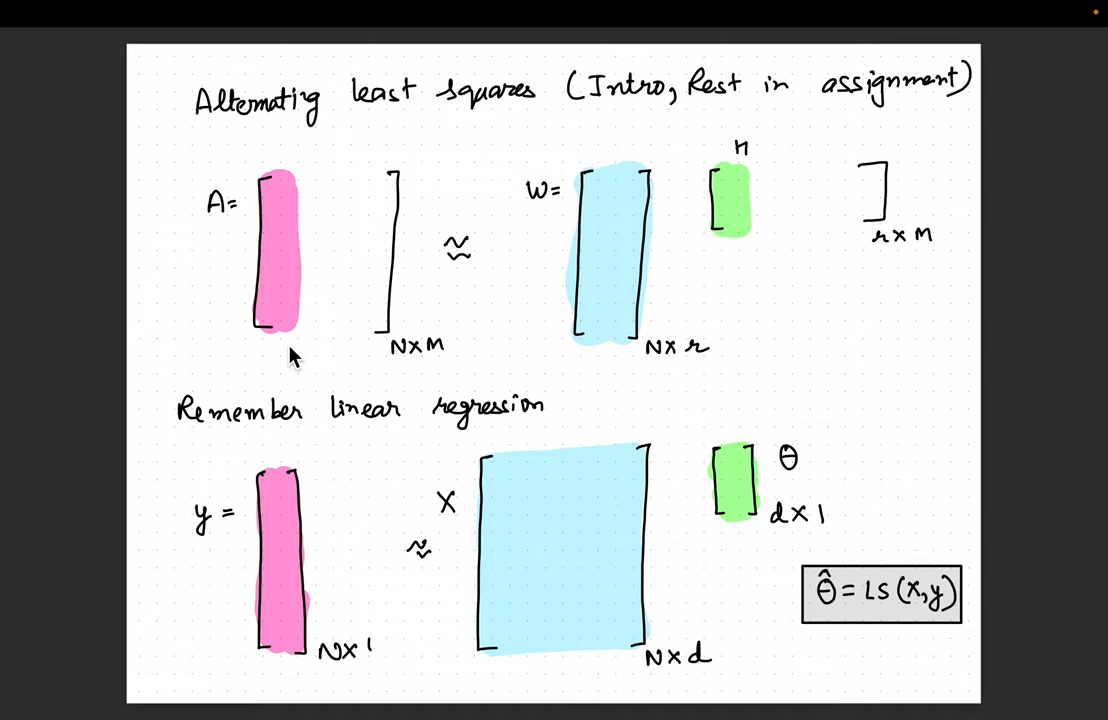 Alternating least squares (Intro, Rest in assignment)
H
A=
W=
≈
r×M
N×M
N×r
Remember linear regression
θ
y =
X
≈
d×1
θ̂ = LS(X,y)
N×1
N×d